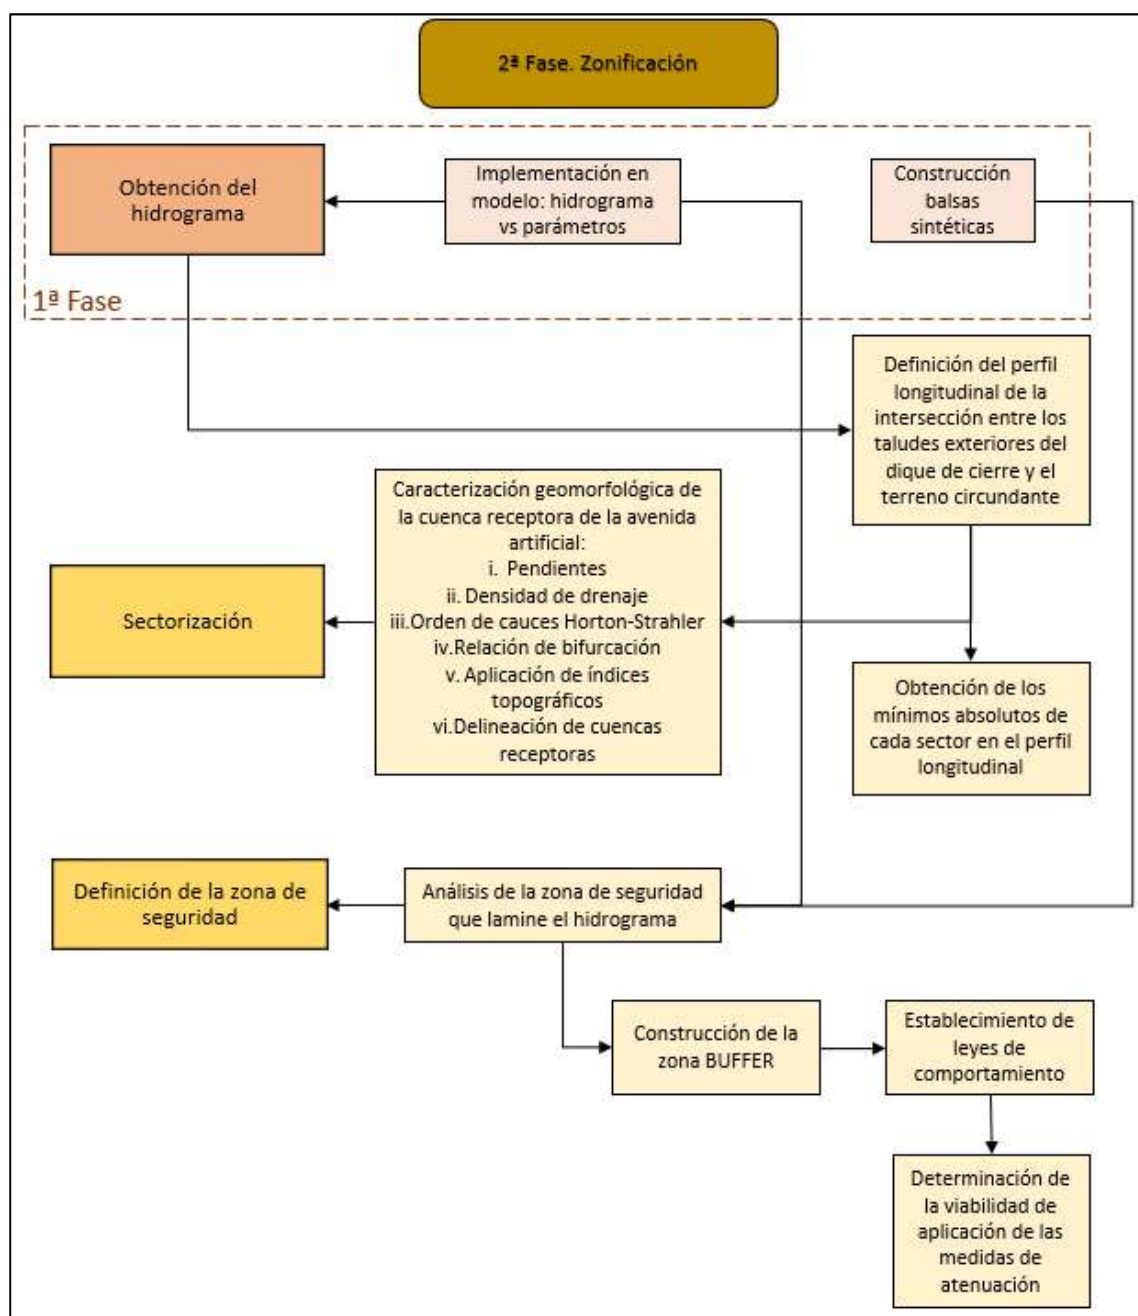 2ª Fase. Zonificación
Obtención del
hidrograma
Implementación en
modelo: hidrograma
vs parámetros
Construcción
balsas
sintéticas
1ª Fase
Definición del perfil
longitudinal de la
intersección entre los
taludes exteriores del
dique de cierre y el
terreno circundante
Caracterización geomorfológica de
la cuenca receptora de la avenida
artificial:
i. Pendientes
ii. Densidad de drenaje
iii.Orden de cauces Horton-Strahler
iv.Relación de bifurcación
v. Aplicación de índices
topográficos
vi.Delineación de cuencas
receptoras
Sectorización
Obtención de los
mínimos absolutos de
cada sector en el perfil
longitudinal
Definición de la zona de
seguridad
Análisis de la zona de seguridad
que lamine el hidrograma
Construcción de la
zona BUFFER
Establecimiento de
leyes de
comportamiento
Determinación de
la viabilidad de
aplicación de las
medidas de
atenuación